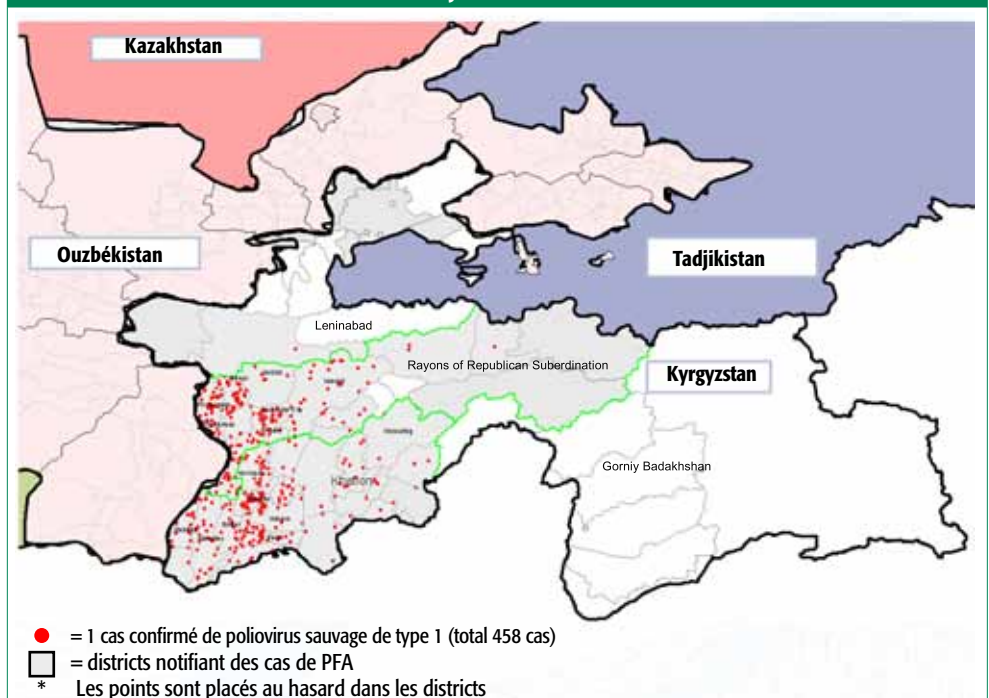 Kazakhstan
Ouzbékistan
Tadjikistan
Leninabad
Rayons of Republican Suberdination
Kyrgyzstan
Gorniy Badakhshan
Khatlon
= 1 cas confirmé de poliovirus sauvage de type 1 (total 458 cas)
= districts notifiant des cas de PFA
* Les points sont placés au hasard dans les districts